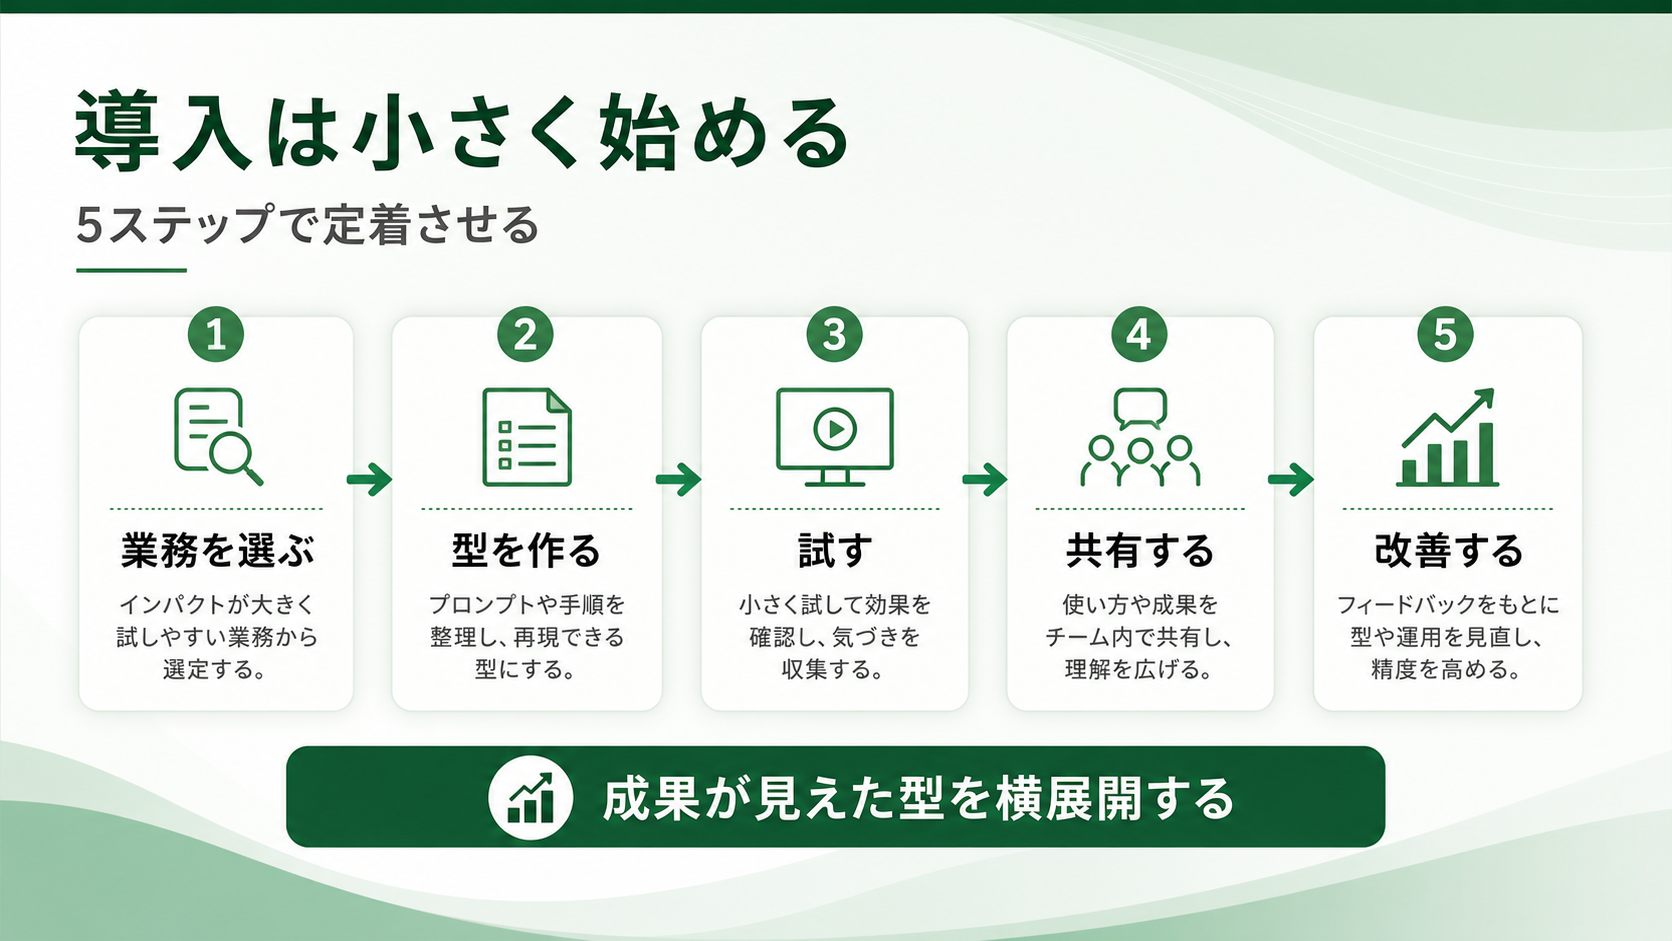 導入は小さく始める
5ステップで定着させる
1
業務を選ぶ
インパクトが大きく
試しやすい業務から
選定する。
2
型を作る
プロンプトや手順を
整理し、再現できる
型にする。
3
試す
小さく試して効果を
確認し、気づきを
収集する。
4
共有する
使い方や成果を
チーム内で共有し、
理解を広げる。
5
改善する
フィードバックをもとに
型や運用を見直し、
精度を高める。
成果が見えた型を横展開する